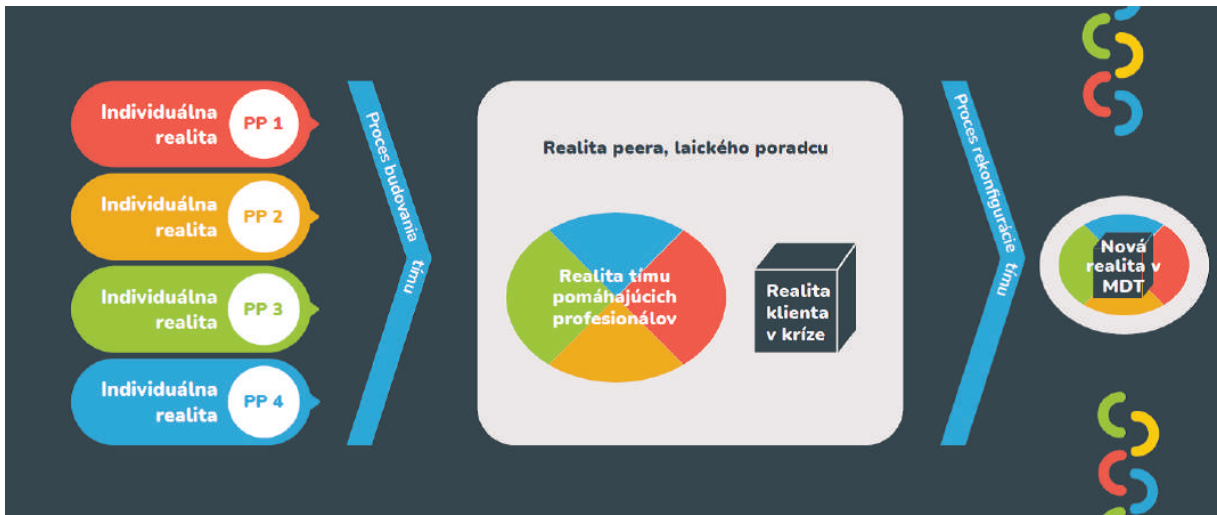 Individuálna
realita
PP 1
Individuálna
realita
PP 2
Individuálna
realita
PP 3
Individuálna
realita
PP 4
Proces budovania tímu
Realita peera, laického poradcu
Realita tímu
pomáhajúcich
profesionálov
Realita
klienta
v kríze
Proces rekonfigurácie tímu
Nová
realita v
MDT